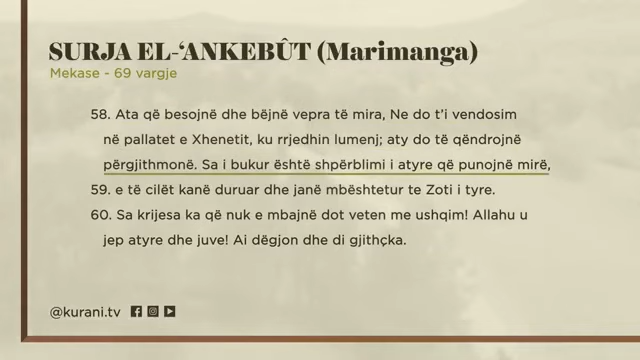 SURJA EL-‘ANKEBÛT (Marimanga)
Mekase - 69 vargje
58. Ata që besojnë dhe bëjnë vepra të mira, Ne do t’i vendosim
në pallatet e Xhenetit, ku rrjedhin lumenj; aty do të qëndrojnë
përgjithmonë. Sa i bukur është shpërblimi i atyre që punojnë mirë,
59. e të cilët kanë duruar dhe janë mbështetur te Zoti i tyre.
60. Sa krijesa ka që nuk e mbajnë dot veten me ushqim! Allahu u
jep atyre dhe juve! Ai dëgjon dhe di gjithçka.
@kurani.tv